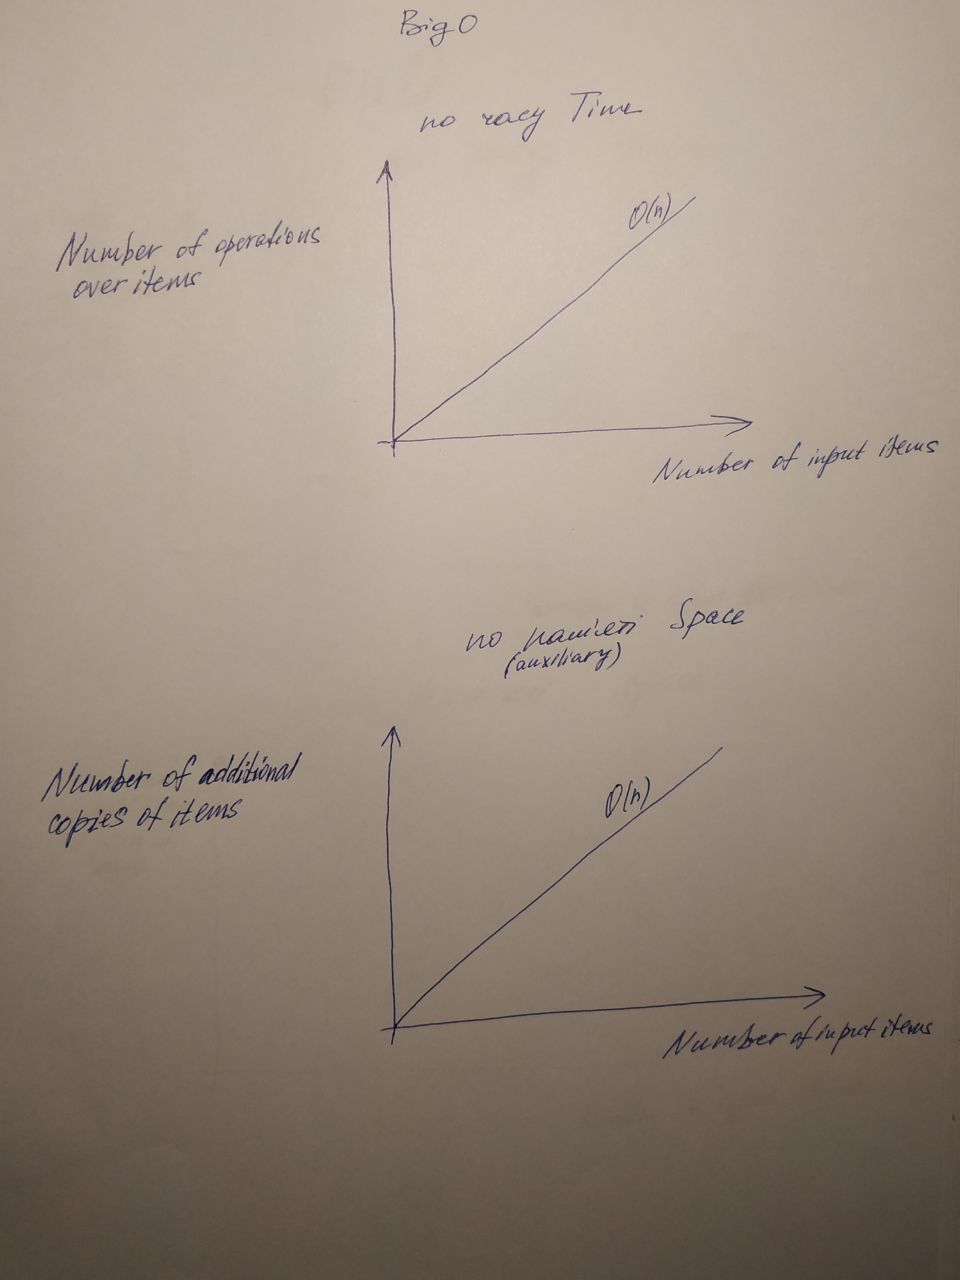 Big O
по часу Time
O(n)
Number of operations
over items
Number of input items
по памʼяті Space
(auxiliary)
Number of additional
copies of items
O(n)
Number of input items